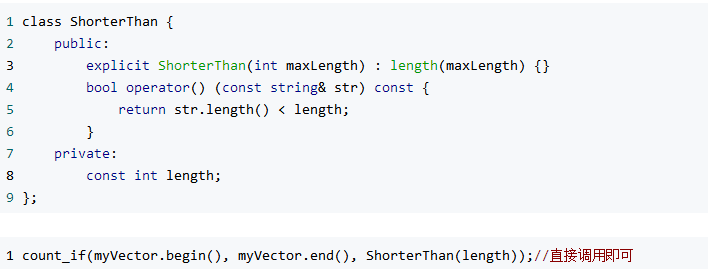 1 class ShorterThan {
2     public:
3         explicit ShorterThan(int maxLength) : length(maxLength) {}
4         bool operator() (const string& str) const {
5             return str.length() < length;
6         }
7     private:
8         const int length;
9 };
1 count_if(myVector.begin(), myVector.end(), ShorterThan(length));//直接调用即可